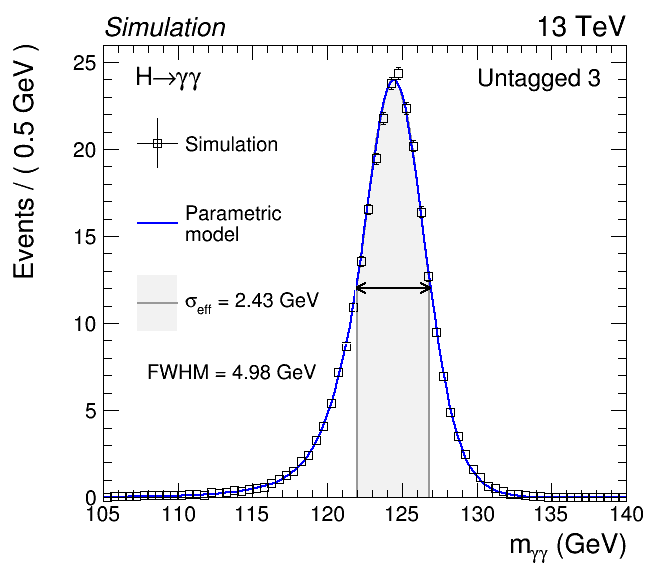 Simulation 13 TeV
H→γγ Untagged 3
Simulation
Parametric
model
σeff = 2.43 GeV
FWHM = 4.98 GeV
Events / ( 0.5 GeV )
25
20
15
10
5
0
105 110 115 120 125 130 135 140
mγγ (GeV)